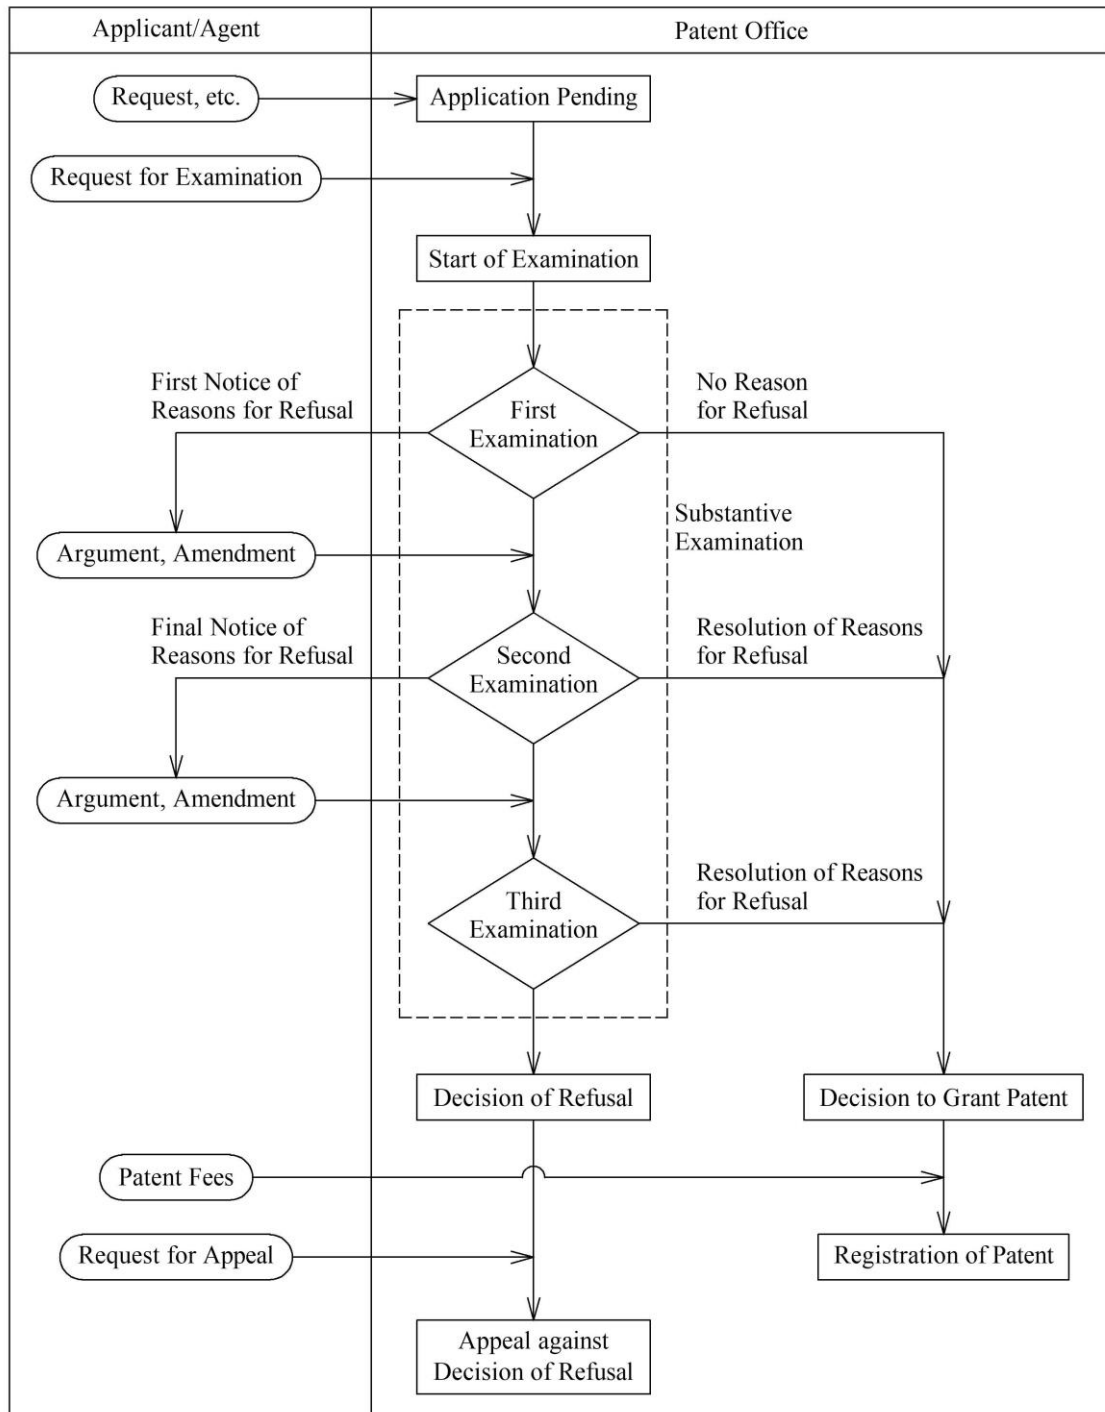 Applicant/Agent
Patent Office
Request, etc.
Application Pending
Request for Examination
Start of Examination
First Notice of
Reasons for Refusal
First
Examination
No Reason
for Refusal
Substantive
Examination
Argument, Amendment
Final Notice of
Reasons for Refusal
Second
Examination
Resolution of Reasons
for Refusal
Argument, Amendment
Third
Examination
Resolution of Reasons
for Refusal
Decision of Refusal
Decision to Grant Patent
Patent Fees
Request for Appeal
Registration of Patent
Appeal against
Decision of Refusal